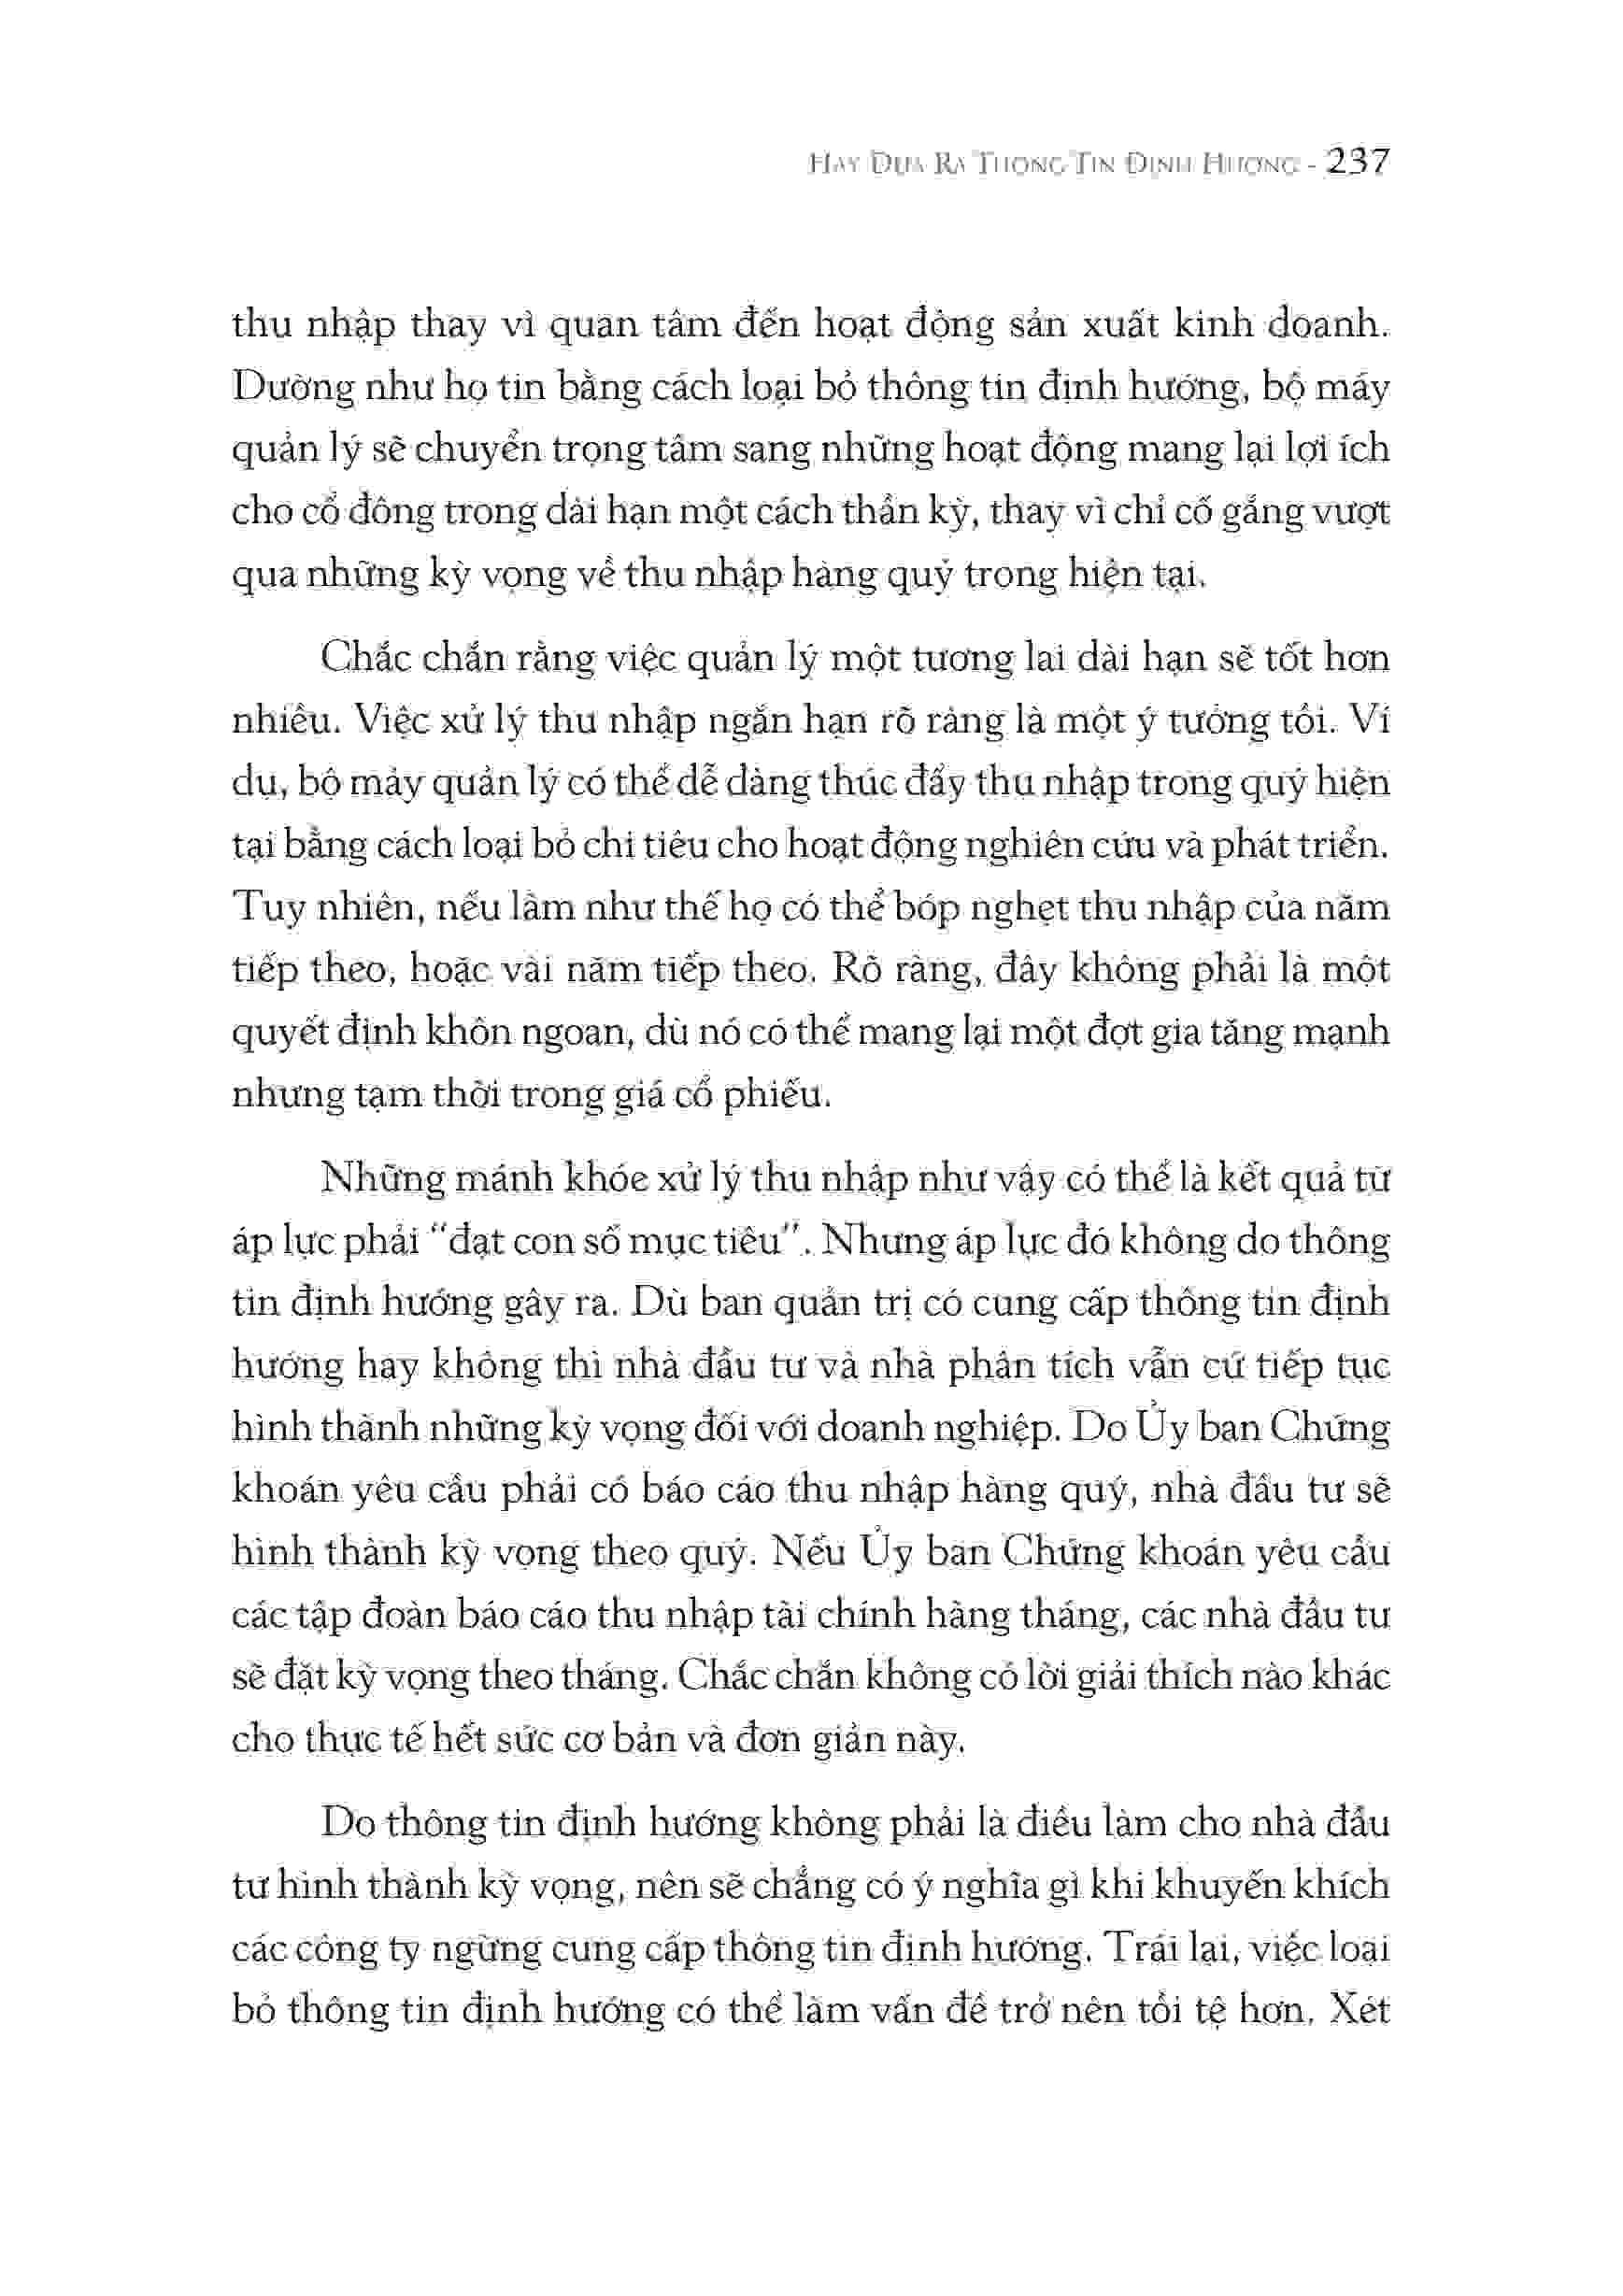 HÃY ĐƯA RA THÔNG TIN ĐỊNH HƯỚNG - 237
thu nhập thay vì quan tâm đến hoạt động sản xuất kinh doanh.
Dường như họ tin bằng cách loại bỏ thông tin định hướng, bộ máy
quản lý sẽ chuyển trọng tâm sang những hoạt động mang lại lợi ích
cho cổ đông trong dài hạn một cách thần kỳ, thay vì chỉ cố gắng vượt
qua những kỳ vọng về thu nhập hàng quý trong hiện tại.
Chắc chắn rằng việc quản lý một tương lai dài hạn sẽ tốt hơn
nhiều. Việc xử lý thu nhập ngắn hạn rõ ràng là một ý tưởng tồi. Ví
dụ, bộ máy quản lý có thể dễ dàng thúc đẩy thu nhập trong quý hiện
tại bằng cách loại bỏ chi tiêu cho hoạt động nghiên cứu và phát triển.
Tuy nhiên, nếu làm như thế họ có thể bóp nghẹt thu nhập của năm
tiếp theo, hoặc vài năm tiếp theo. Rõ ràng, đây không phải là một
quyết định khôn ngoan, dù nó có thể mang lại một đợt gia tăng mạnh
nhưng tạm thời trong giá cổ phiếu.
Những mánh khóe xử lý thu nhập như vậy có thể là kết quả từ
áp lực phải “đạt con số mục tiêu”. Nhưng áp lực đó không do thông
tin định hướng gây ra. Dù ban quản trị có cung cấp thông tin định
hướng hay không thì nhà đầu tư và nhà phân tích vẫn cứ tiếp tục
hình thành những kỳ vọng đối với doanh nghiệp. Do Ủy ban Chứng
khoán yêu cầu phải có báo cáo thu nhập hàng quý, nhà đầu tư sẽ
hình thành kỳ vọng theo quý. Nếu Ủy ban Chứng khoán yêu cầu
các tập đoàn báo cáo thu nhập tài chính hàng tháng, các nhà đầu tư
sẽ đặt kỳ vọng theo tháng. Chắc chắn không có lời giải thích nào khác
cho thực tế hết sức cơ bản và đơn giản này.
Do thông tin định hướng không phải là điều làm cho nhà đầu
tư hình thành kỳ vọng, nên sẽ chẳng có ý nghĩa gì khi khuyến khích
các công ty ngừng cung cấp thông tin định hướng. Trái lại, việc loại
bỏ thông tin định hướng có thể làm vấn đề trở nên tồi tệ hơn. Xét